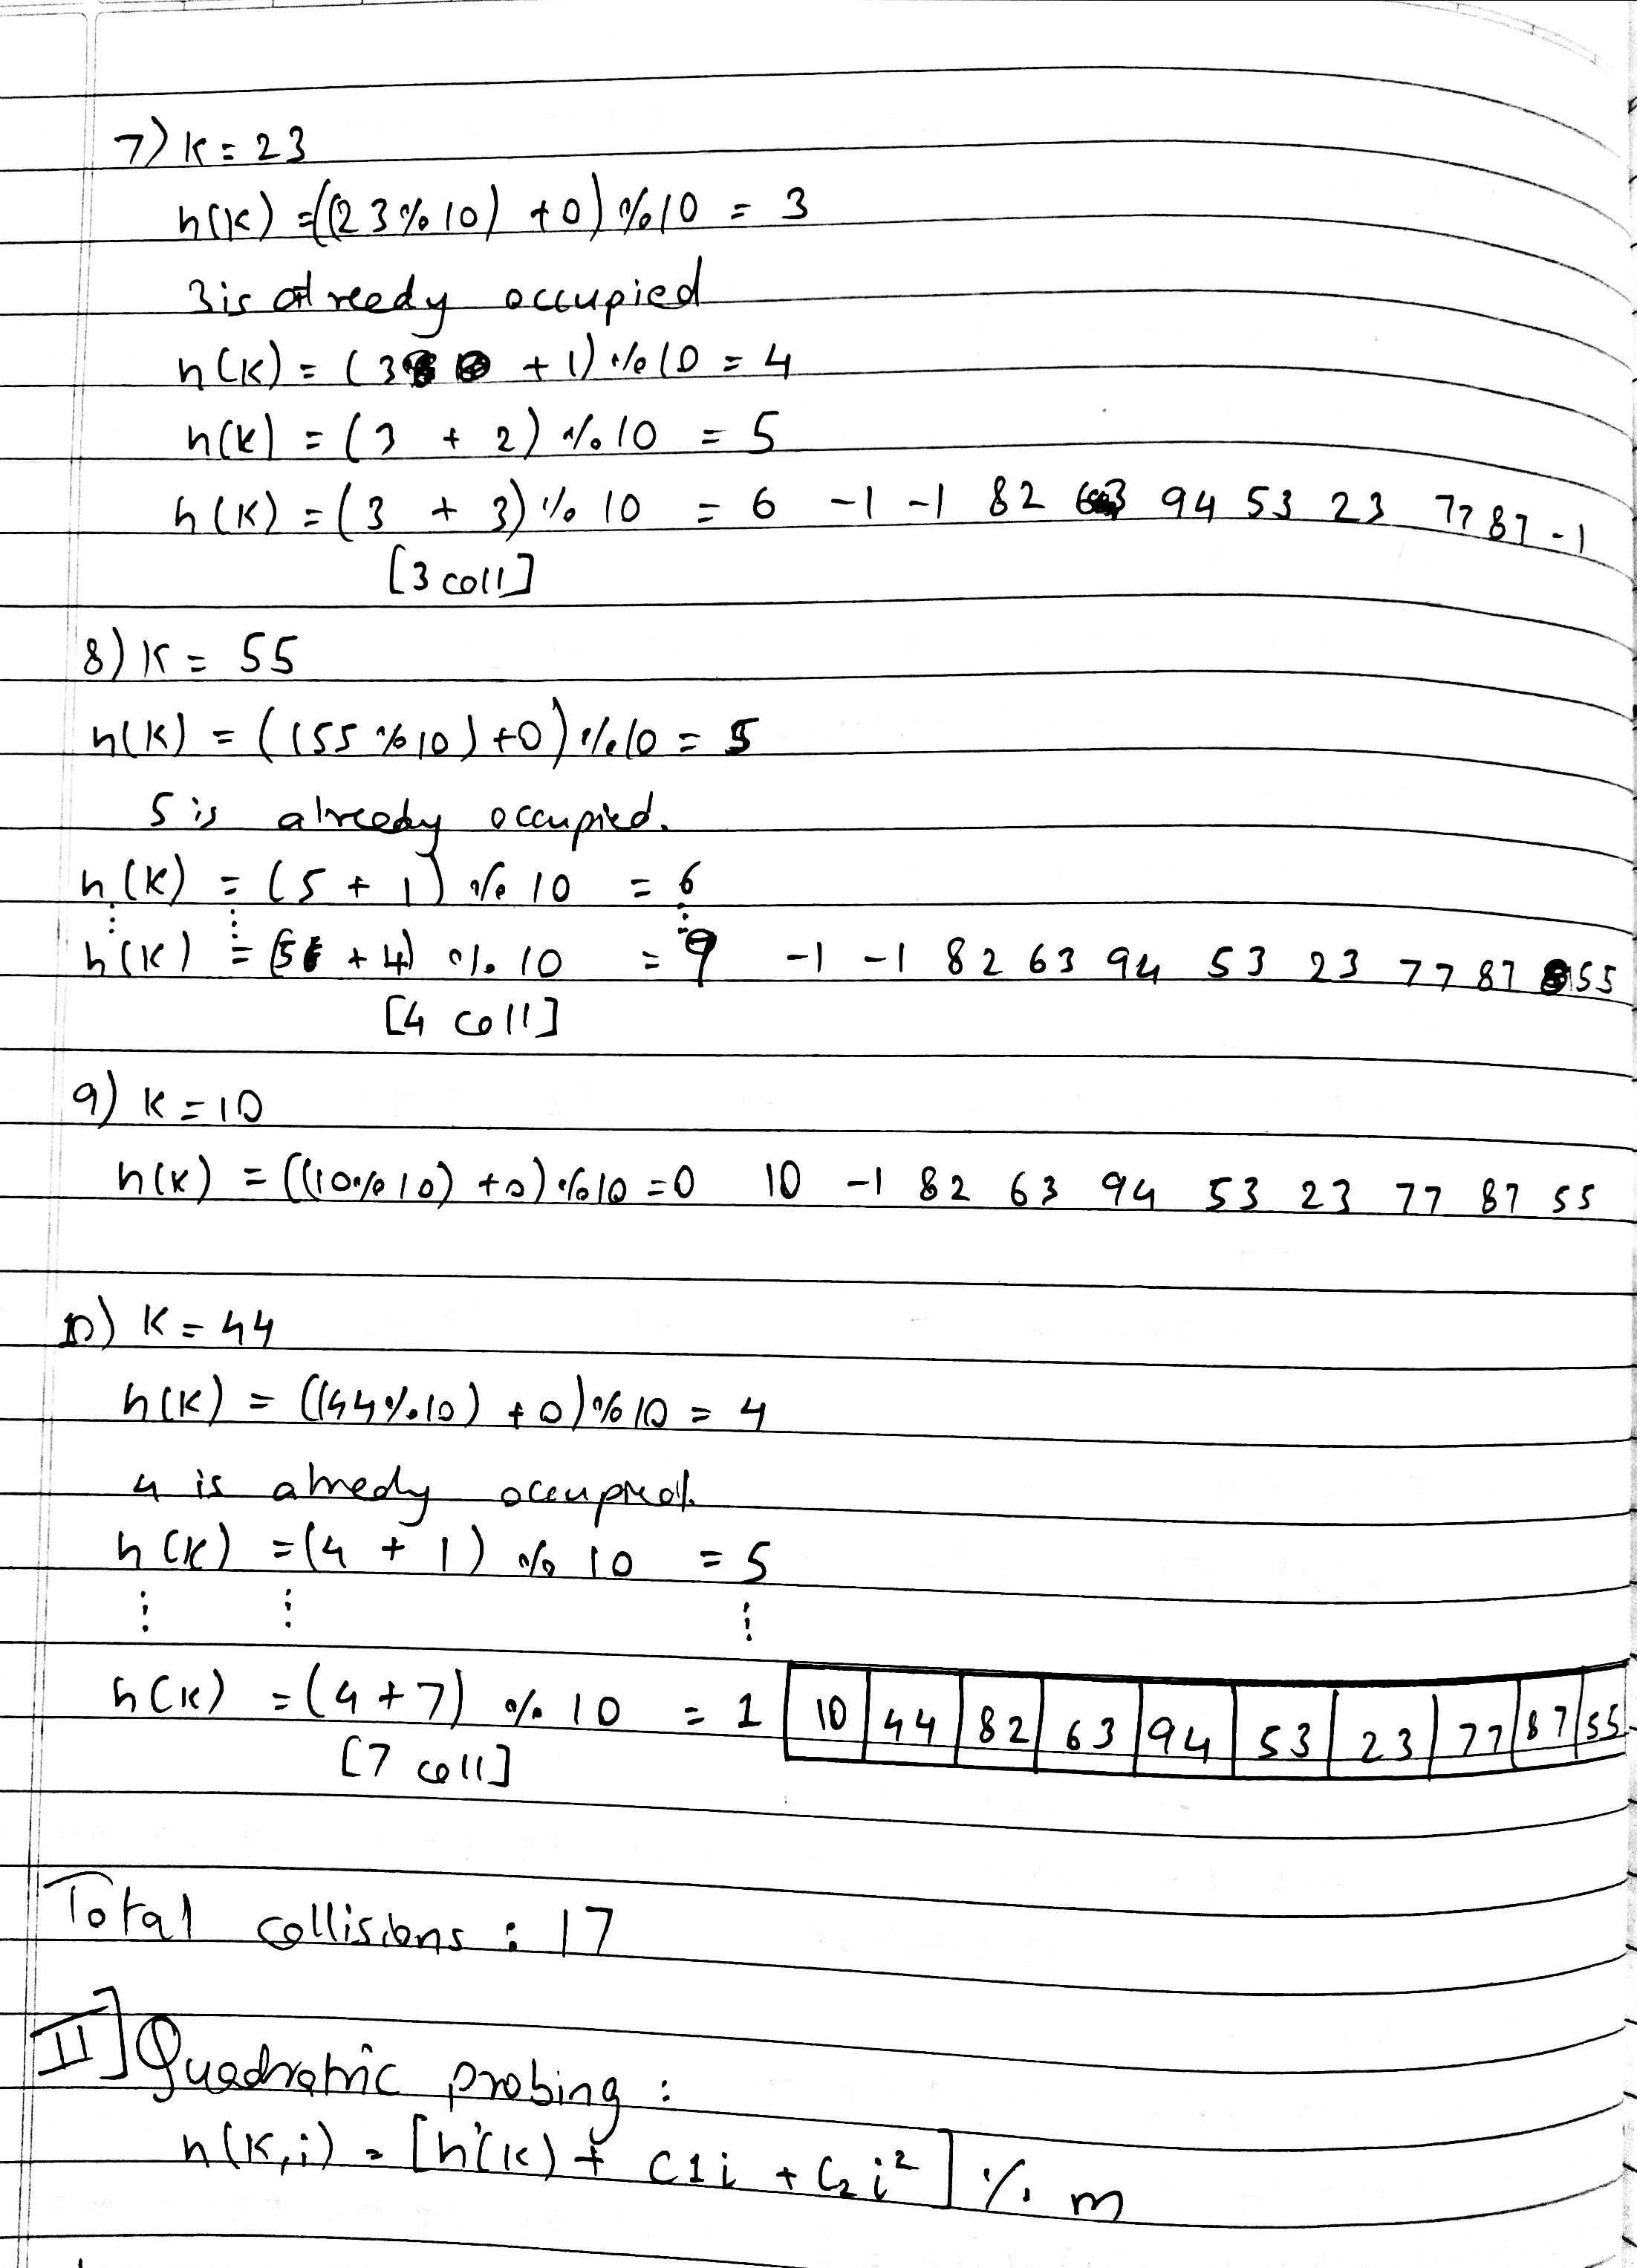 7) K = 23
h(K) = ((23%10) +0) %10 = 3
3 is already occupied
h(K) = (3 + 1) % 10 = 4
h(K) = (3 + 2) % 10 = 5
h(K) = (3 + 3) % 10 = 6 -1 -1 82 63 94 53 23 77 87 -1
[3 coll]
8) K = 55
h(K) = ((55 %10) +0) %10 = 5
5 is already occupied.
h(K) = (5 + 1) % 10 = 6
⋮ ⋮ ⋮
h(K) = (5 + 4) % 10 = 9 -1 -1 82 63 94 53 23 77 87 55
[4 coll]
9) K = 10
h(K) = ((10%10) +0) %10 = 0 10 -1 82 63 94 53 23 77 87 55
10) K = 44
h(K) = ((44%10) +0) %10 = 4
4 is already occupied.
h(K) = (4 + 1) % 10 = 5
⋮ ⋮ ⋮
h(K) = (4 + 7) % 10 = 1 10 44 82 63 94 53 23 77 87 55
[7 coll]
Total collisions : 17
II] Quadratic probing :
h(K,i) = [h'(k) + C1i + C2i²] % m